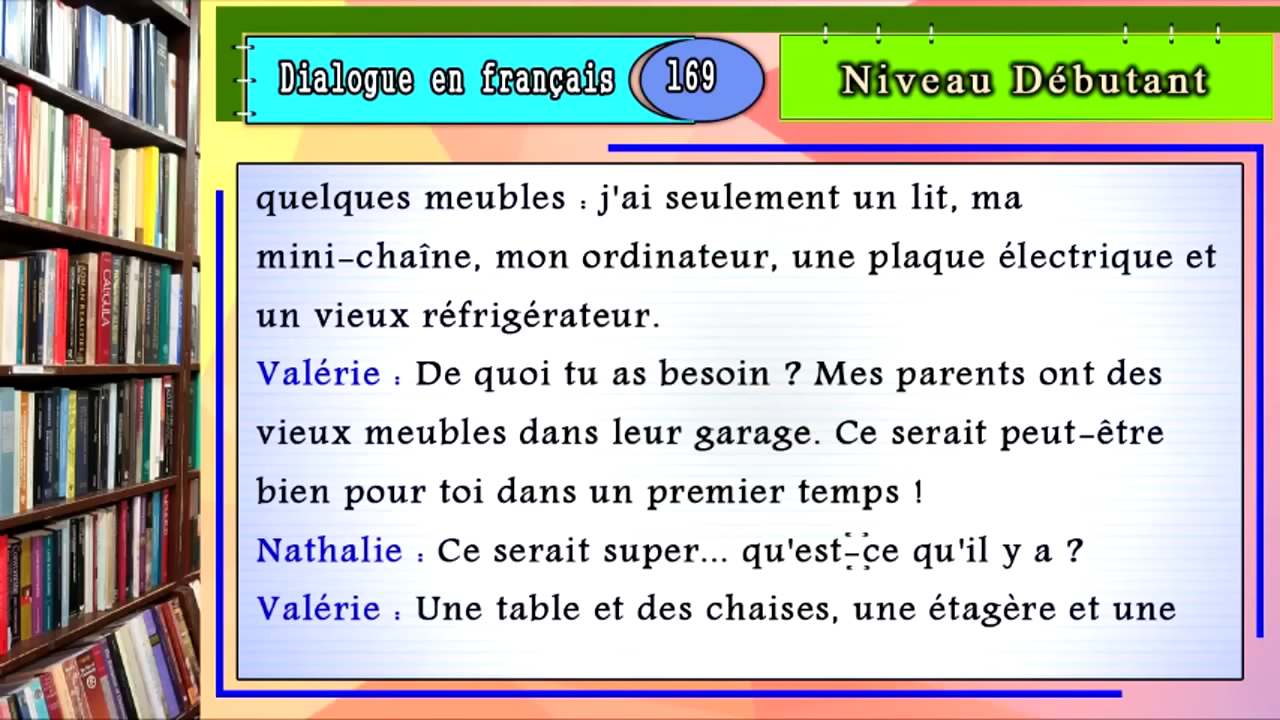 Dialogue en français 169
Niveau Débutant
quelques meubles : j'ai seulement un lit, ma
mini-chaîne, mon ordinateur, une plaque électrique et
un vieux réfrigérateur.
Valérie : De quoi tu as besoin ? Mes parents ont des
vieux meubles dans leur garage. Ce serait peut-être
bien pour toi dans un premier temps !
Nathalie : Ce serait super... qu'est-ce qu'il y a ?
Valérie : Une table et des chaises, une étagère et une